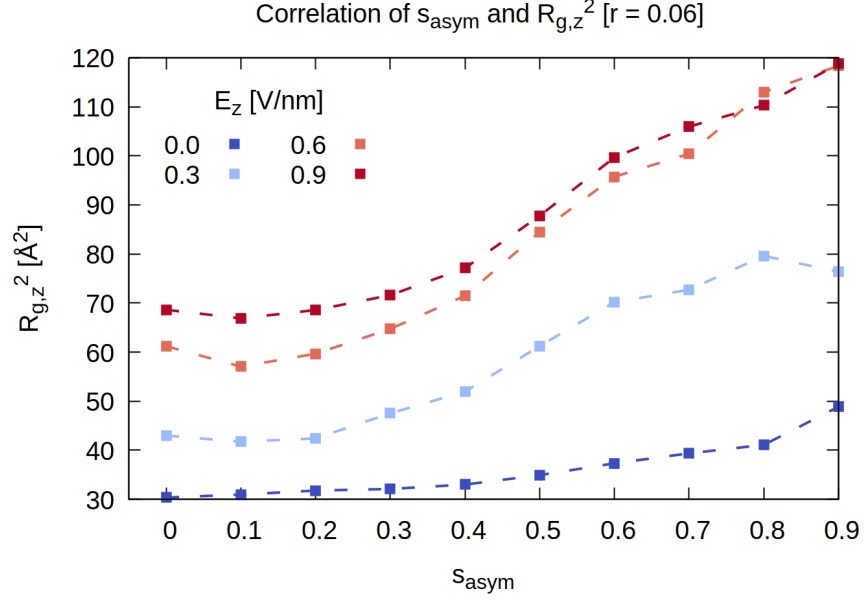 Correlation of s_asym and R_g,z^2 [r = 0.06]
120
110
100
90
80
70
60
50
40
30
R_g,z^2 [Å^2]
E_z [V/nm]
0.0 0.6
0.3 0.9
0 0.1 0.2 0.3 0.4 0.5 0.6 0.7 0.8 0.9
s_asym